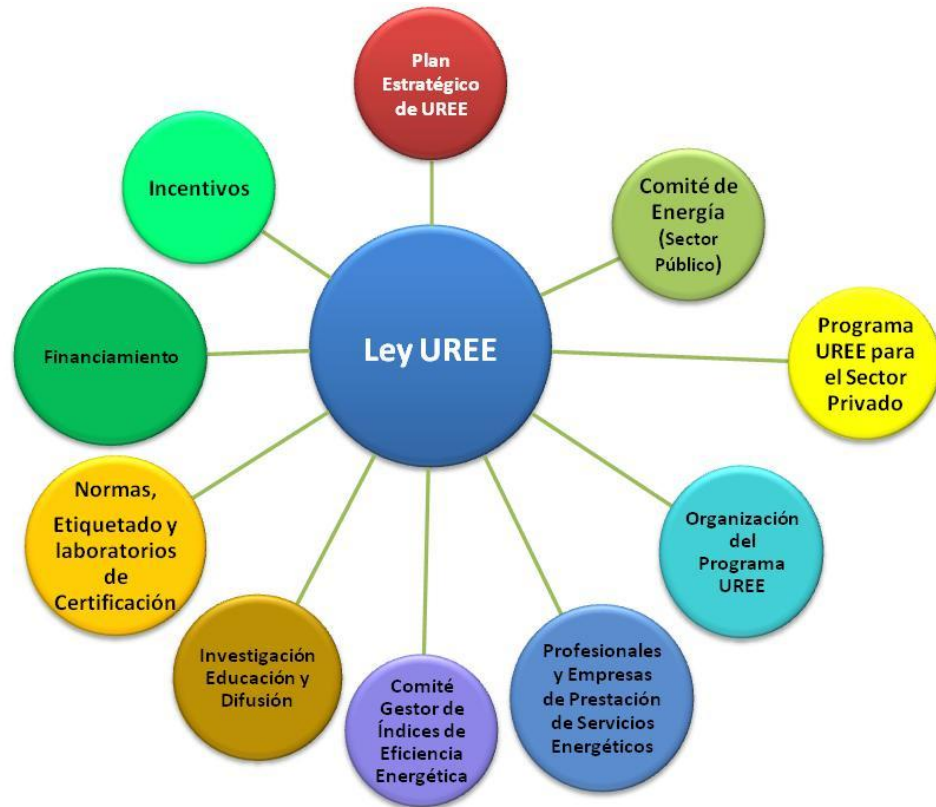 Plan
Estratégico
de UREE
Incentivos
Comité de
Energía
(Sector
Público)
Ley UREE
Programa
UREE para
el Sector
Privado
Financiamiento
Normas,
Etiquetado y
laboratorios
de
Certificación
Organización
del
Programa
UREE
Investigación
Educación y
Difusión
Comité
Gestor de
Índices de
Eficiencia
Energética
Profesionales
y Empresas
de Prestación
de Servicios
Energéticos